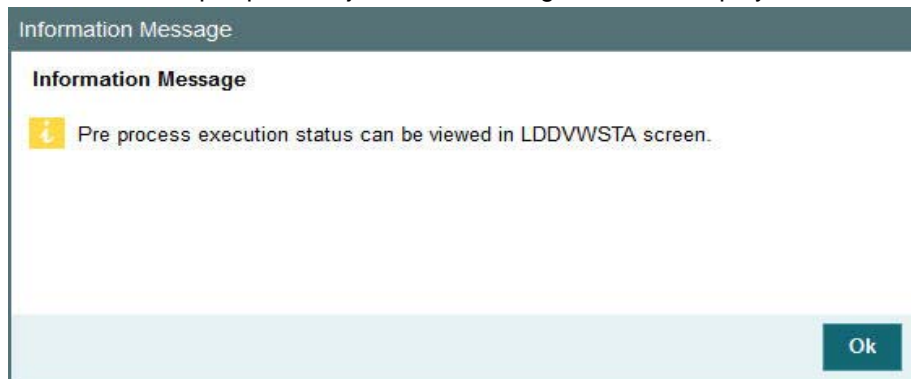 Information Message
Information Message
i Pre process execution status can be viewed in LDDVWSTA screen.
Ok